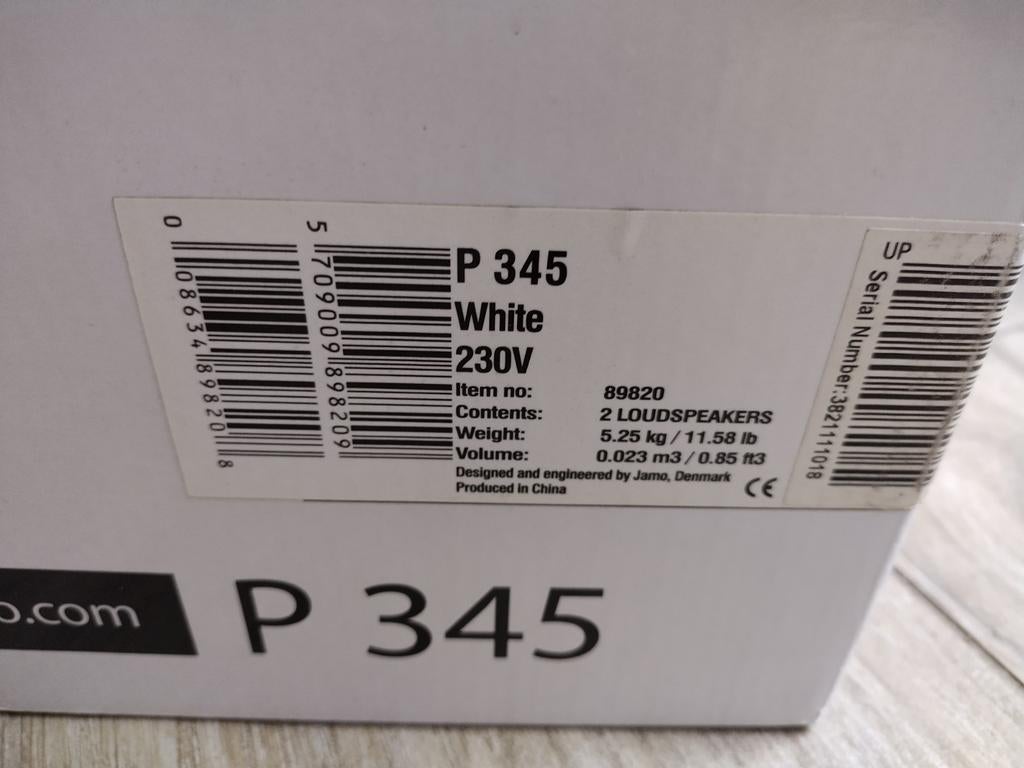 0 08634 89820 8
5 709009 898209
P 345
White
230V
Item no: 89820
Contents: 2 LOUDSPEAKERS
Weight: 5.25 kg / 11.58 lb
Volume: 0.023 m3 / 0.85 ft3
Designed and engineered by Jamo, Denmark
Produced in China
CE
UP
Serial Number:3821111018
o.com
P 345